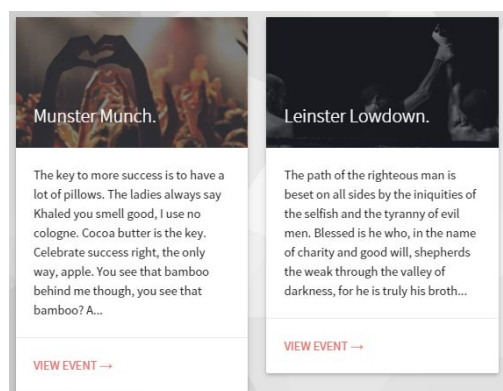 Munster Munch.
The key to more success is to have a
lot of pillows. The ladies always say
Khaled you smell good, I use no
cologne. Cocoa butter is the key.
Celebrate success right, the only
way, apple. You see that bamboo
behind me though, you see that
bamboo? A...
VIEW EVENT →
Leinster Lowdown.
The path of the righteous man is
beset on all sides by the iniquities of
the selfish and the tyranny of evil
men. Blessed is he who, in the name
of charity and good will, shepherds
the weak through the valley of
darkness, for he is truly his broth...
VIEW EVENT →